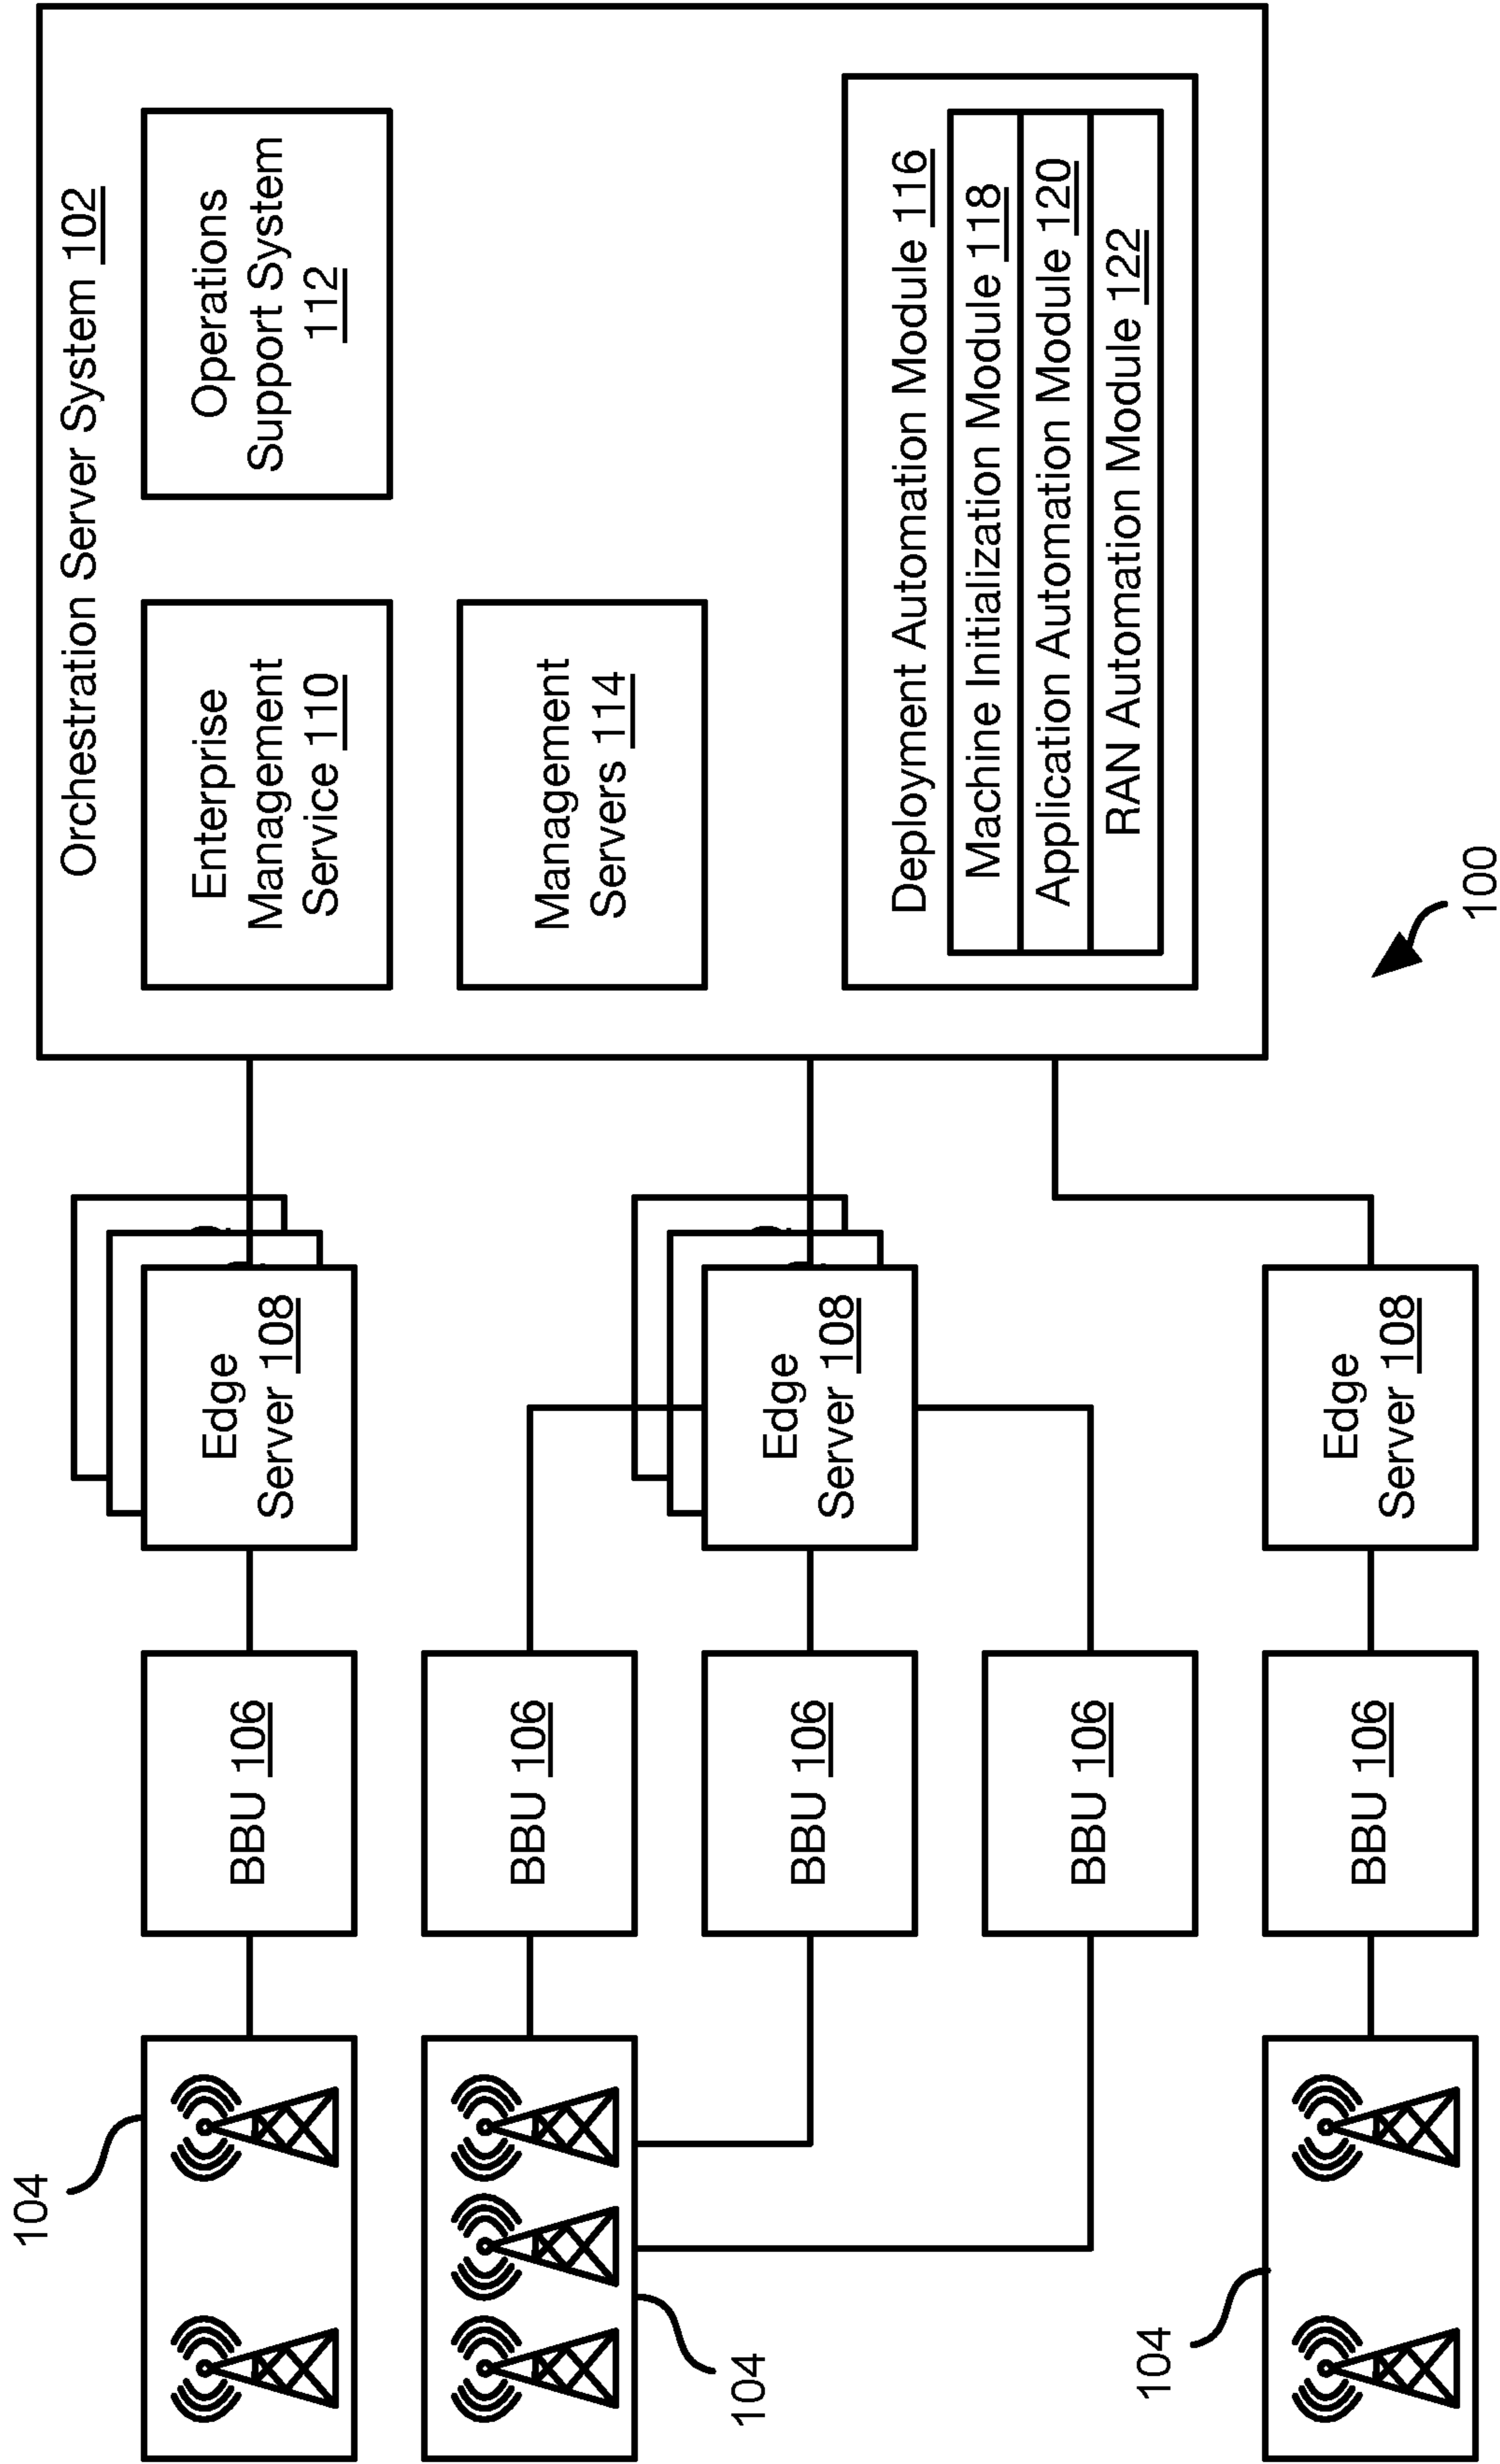 Orchestration Server System 102
Enterprise
Management
Service 110
Operations
Support System
112
Management
Servers 114
Deployment Automation Module 116
Machine Initialization Module 118
Application Automation Module 120
RAN Automation Module 122
104
BBU 106
Edge
Server 108
104
BBU 106
BBU 106
BBU 106
Edge
Server 108
104
BBU 106
Edge
Server 108
100